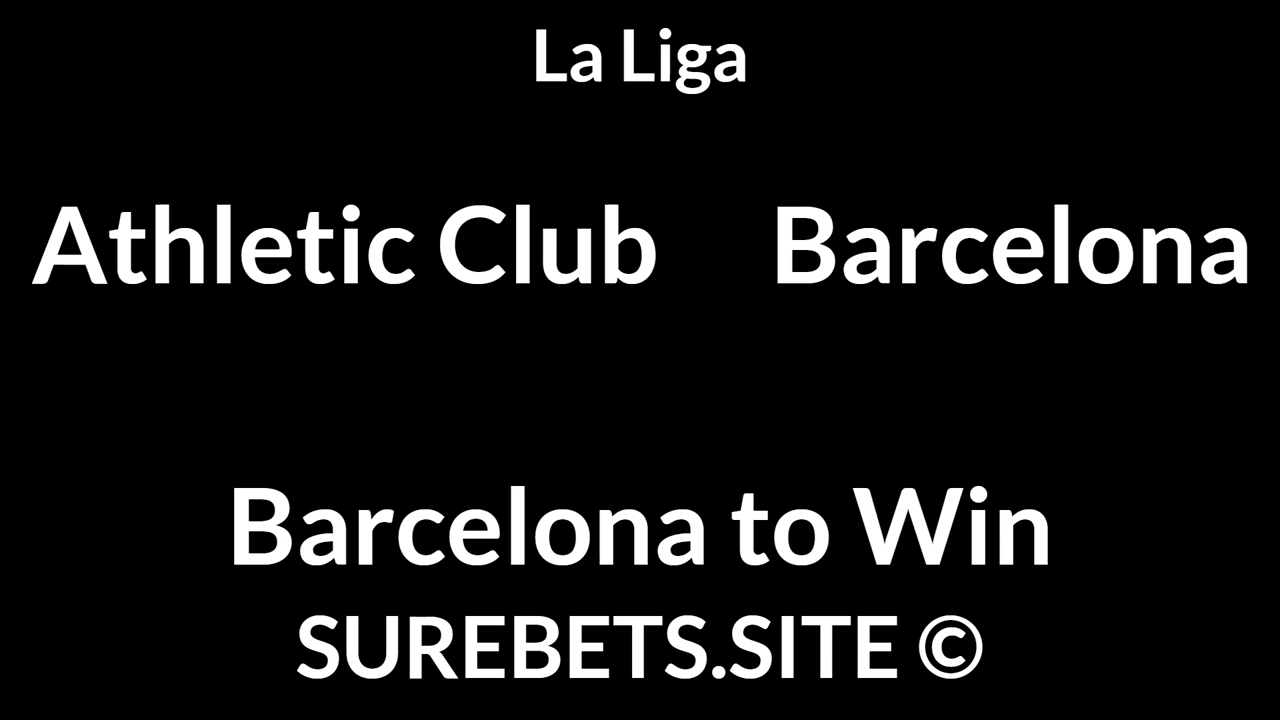 La Liga
Athletic Club Barcelona
Barcelona to Win
SUREBETS.SITE ©